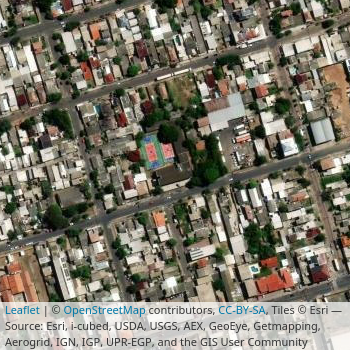 Leaflet | © OpenStreetMap contributors, CC-BY-SA, Tiles © Esri —
Source: Esri, i-cubed, USDA, USGS, AEX, GeoEye, Getmapping,
Aerogrid, IGN, IGP, UPR-EGP, and the GIS User Community